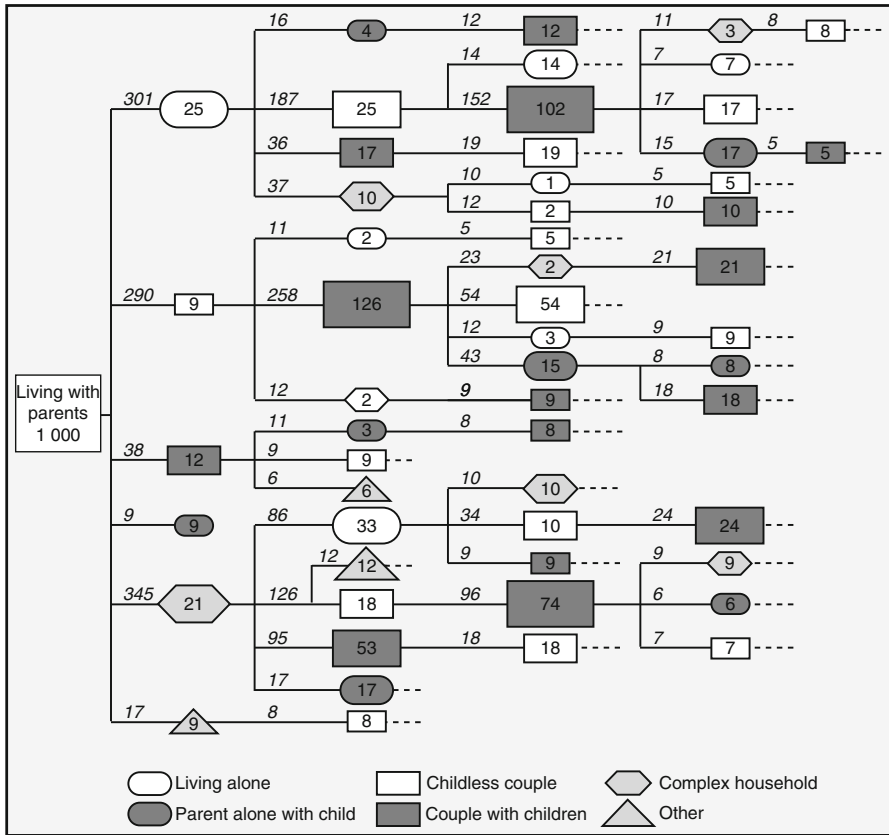 16 4 12 12 11 3 8 8
14 14 7 7
301 25 187 25 152 102 17 17
36 17 19 19 15 17 5 5
37 10 10 1 5 5
12 2 10 10
11 2 5 5
23 2 21 21
290 9 258 126 54 54
12 3 9 9
43 15 8 8
12 2 9 9 18 18
Living with
parents
1 000
11 3 8 8
38 12 9 9
6 6
10 10
9 9 86 33 34 10 24 24
12 12 9 9 9 9
345 21 126 18 96 74 6 6
95 53 18 18 7 7
17 17
17 9 8 8
Living alone Childless couple Complex household
Parent alone with child Couple with children Other